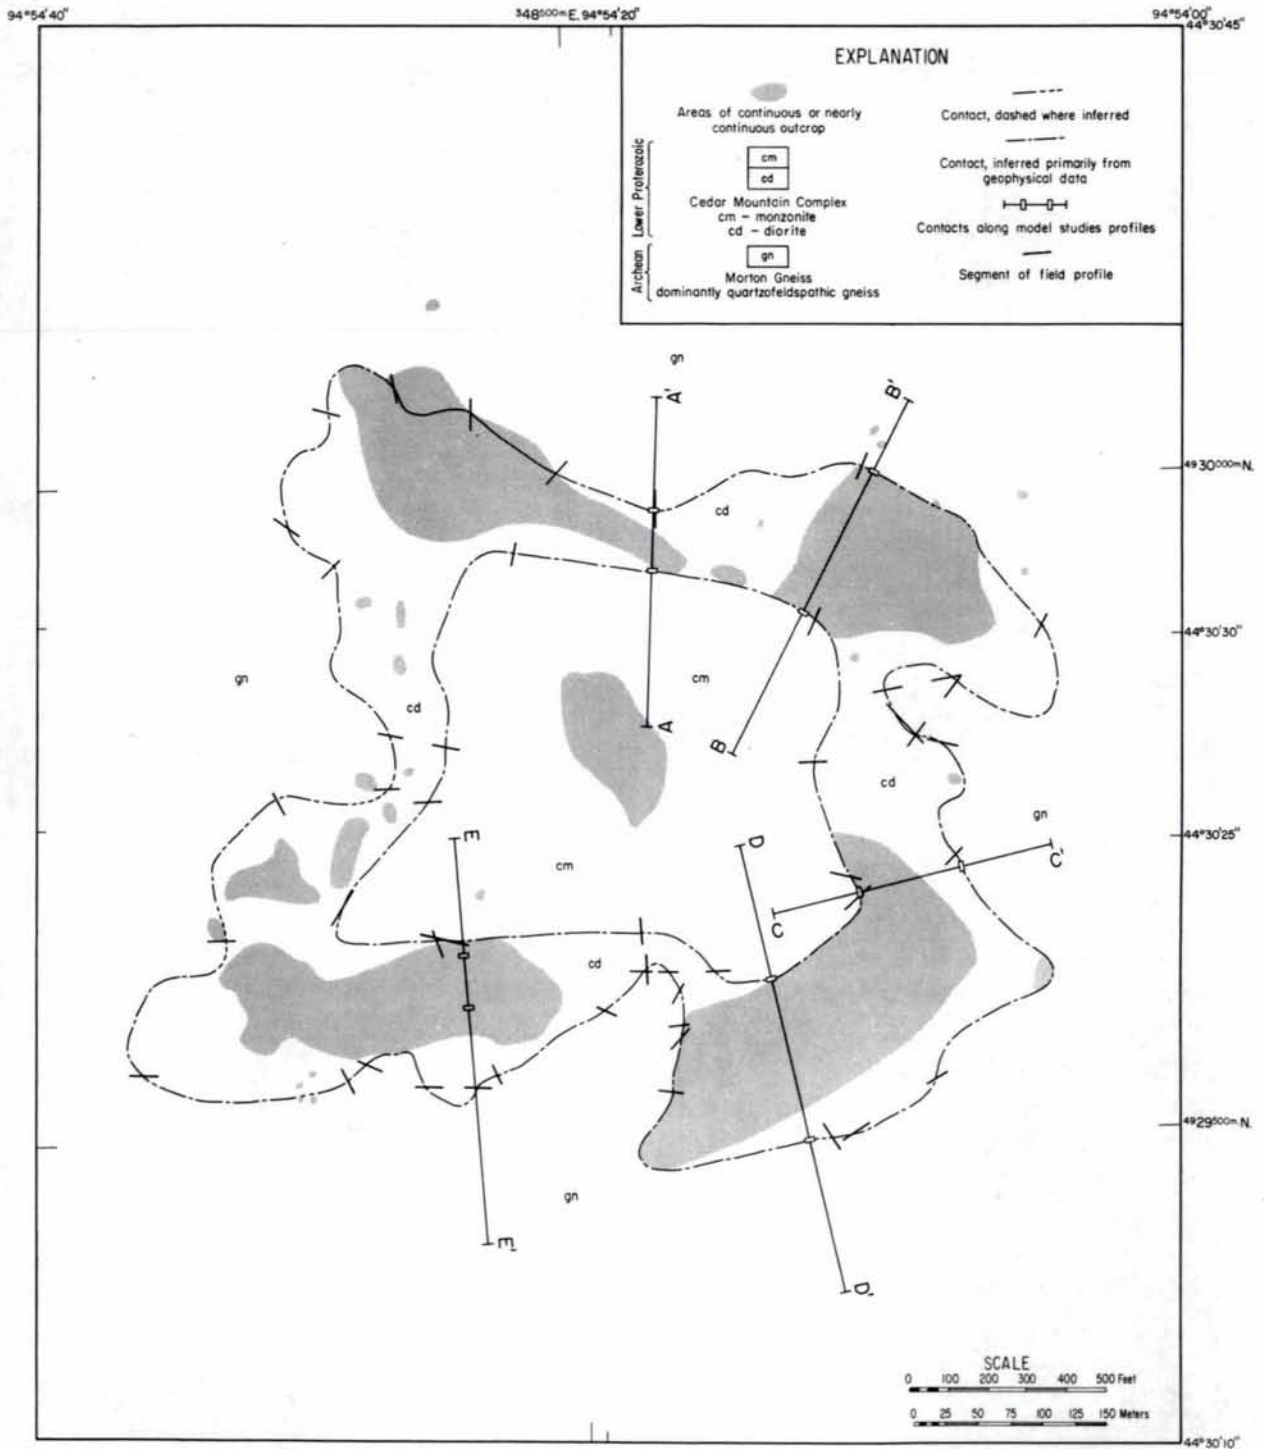 94°54'40"
348⁵⁰⁰ᵐE. 94°54'20"
94°54'00"
44°30'45"
EXPLANATION
Areas of continuous or nearly
continuous outcrop
Contact, dashed where inferred
Contact, inferred primarily from
geophysical data
Contacts along model studies profiles
Segment of field profile
Lower Proterozoic
cm
cd
Cedar Mountain Complex
cm – monzonite
cd – diorite
Archean
gn
Morton Gneiss
dominantly quartzofeldspathic gneiss
gn
A'
B'
⁴⁹30⁰⁰⁰ᵐN.
cd
44°30'30"
gn
cm
cd
A
B
cd
gn
44°30'25"
E
D
C'
cm
C
cd
⁴⁹29⁵⁰⁰ᵐN.
gn
E'
D'
SCALE
0 100 200 300 400 500 Feet
0 25 50 75 100 125 150 Meters
44°30'10"